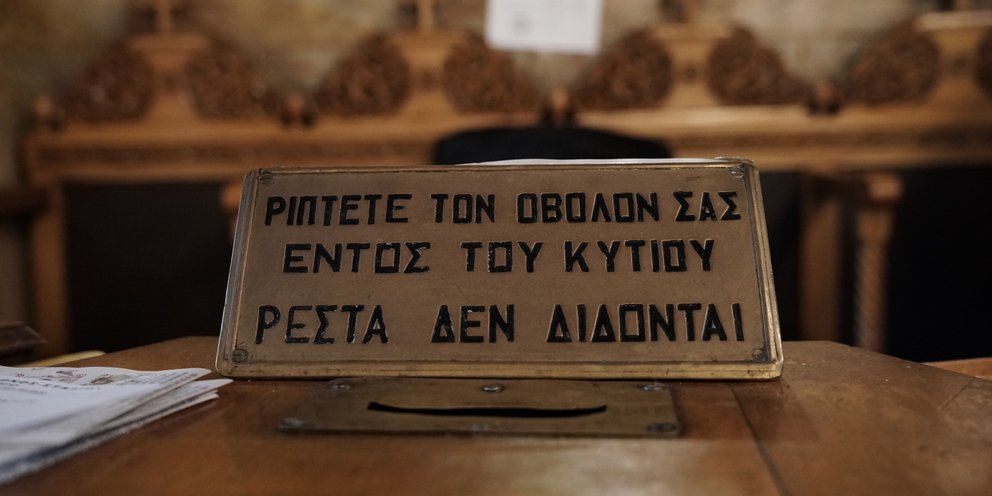 ΡΙΠΤΕΤΕ ΤΟΝ ΟΒΟΛΟΝ ΣΑΣ
ΕΝΤΟΣ ΤΟΥ ΚΥΤΙΟΥ
ΡΕΣΤΑ ΔΕΝ ΔΙΔΟΝΤΑΙ